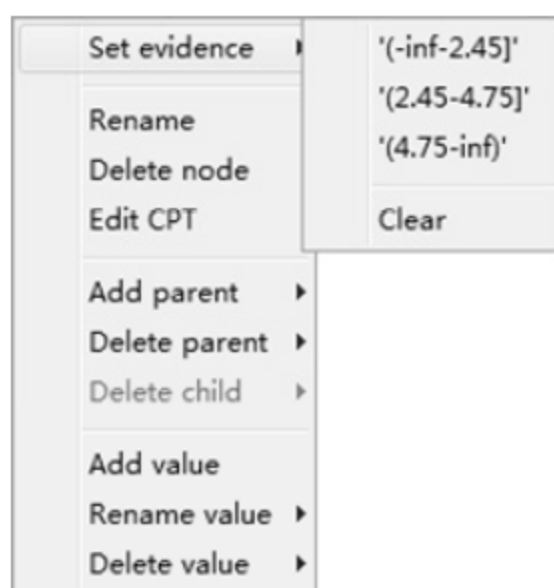 Set evidence
Rename
Delete node
Edit CPT
Add parent
Delete parent
Delete child
Add value
Rename value
Delete value
'(-inf-2.45]'
'(2.45-4.75]'
'(4.75-inf)'
Clear